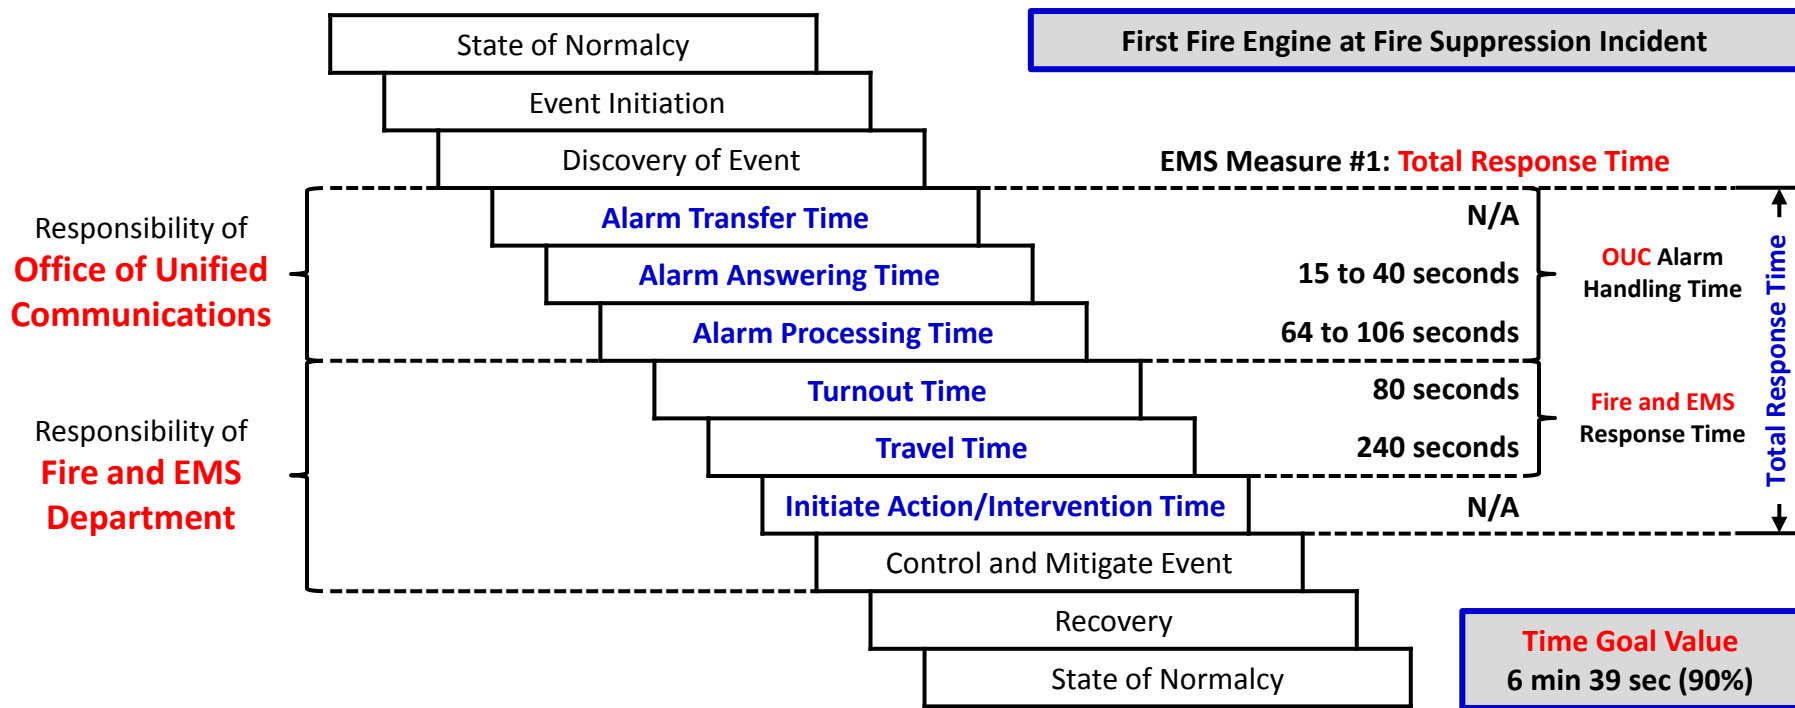 State of Normalcy
First Fire Engine at Fire Suppression Incident
Event Initiation
Discovery of Event
EMS Measure #1: Total Response Time
Responsibility of
Office of Unified
Communications
Alarm Transfer Time
N/A
Alarm Answering Time
15 to 40 seconds
OUC Alarm
Handling Time
Alarm Processing Time
64 to 106 seconds
Total Response Time
Responsibility of
Fire and EMS
Department
Turnout Time
80 seconds
Fire and EMS
Response Time
Travel Time
240 seconds
Initiate Action/Intervention Time
N/A
Control and Mitigate Event
Recovery
State of Normalcy
Time Goal Value
6 min 39 sec (90%)